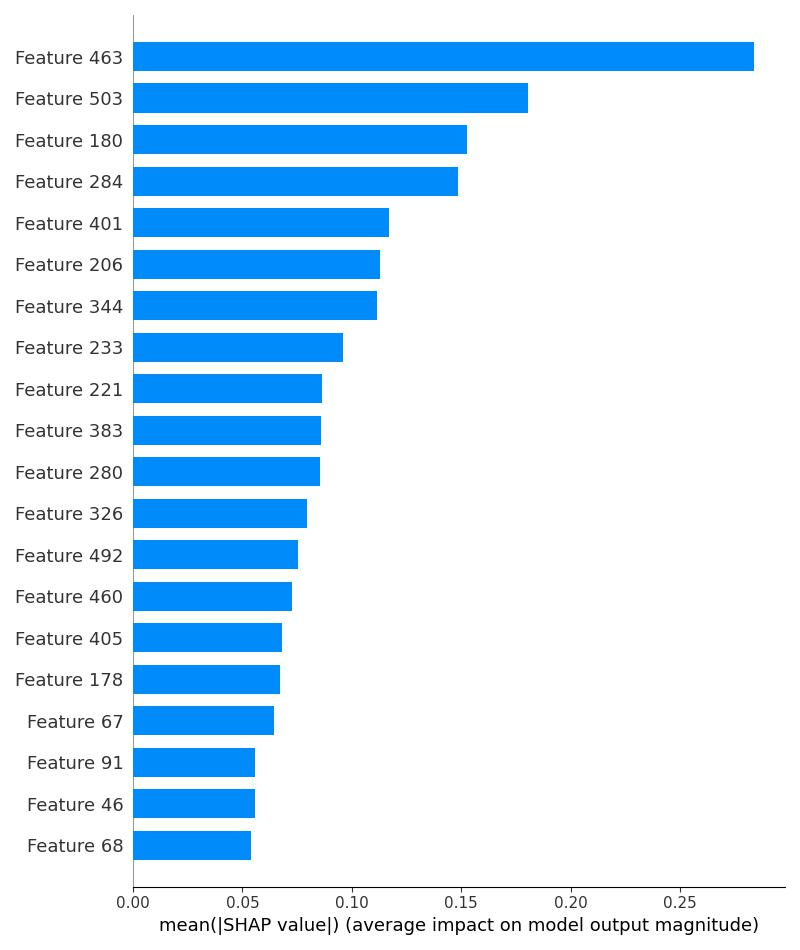 Feature 463
Feature 503
Feature 180
Feature 284
Feature 401
Feature 206
Feature 344
Feature 233
Feature 221
Feature 383
Feature 280
Feature 326
Feature 492
Feature 460
Feature 405
Feature 178
Feature 67
Feature 91
Feature 46
Feature 68
0.00 0.05 0.10 0.15 0.20 0.25
mean(|SHAP value|) (average impact on model output magnitude)